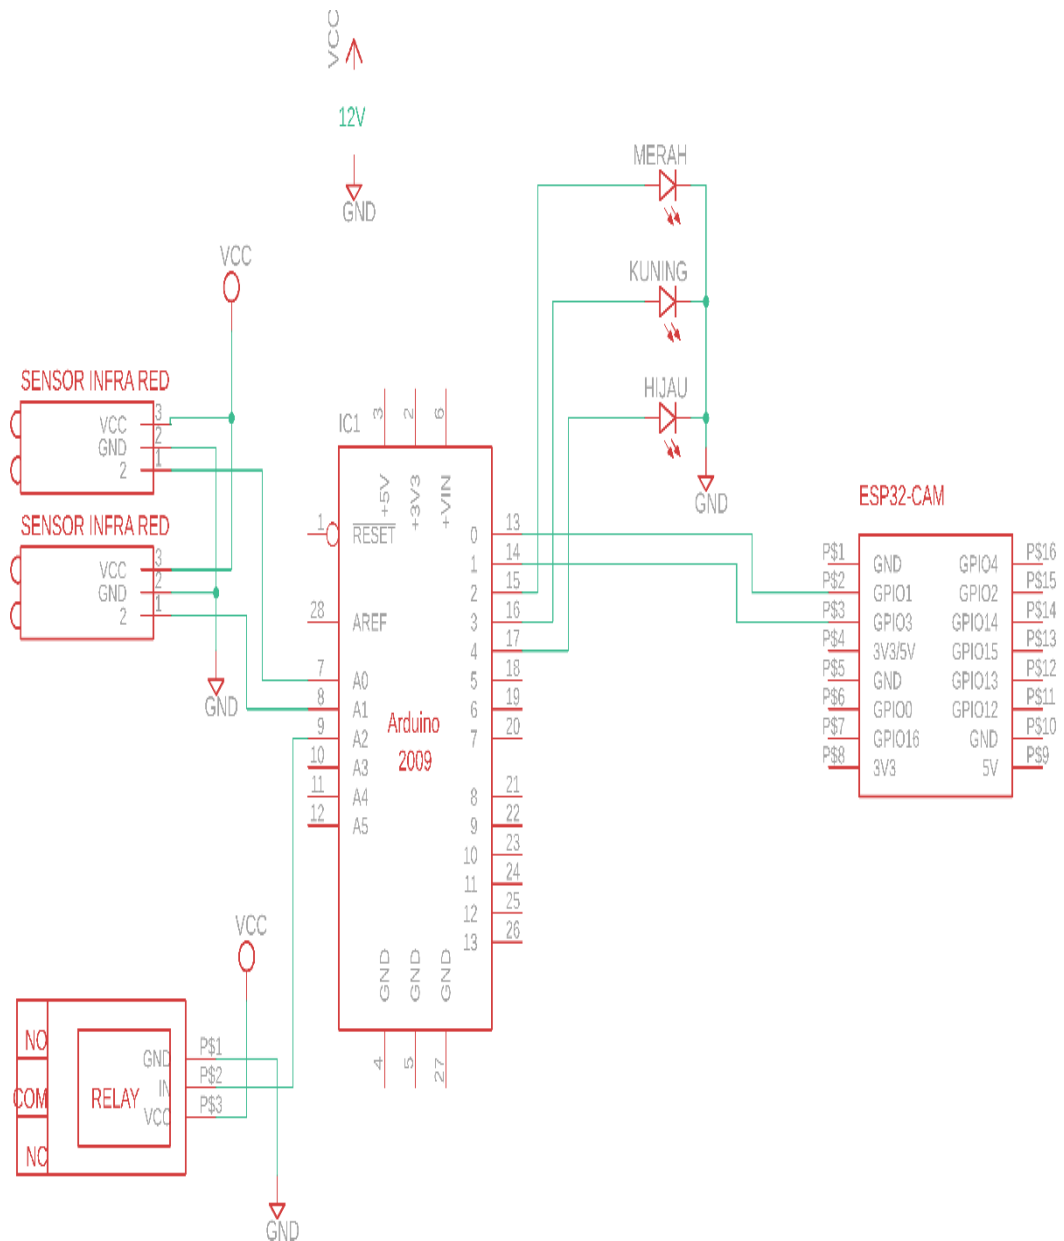 VCC
12V
GND
MERAH
KUNING
HIJAU
GND
VCC
SENSOR INFRA RED
VCC 3
GND 2
2 1
SENSOR INFRA RED
VCC 3
GND 2
2 1
GND
IC1
3 2 6
+5V +3V3 +VIN
1 RESET
28 AREF
7 A0
8 A1
9 A2
10 A3
11 A4
12 A5
Arduino
2009
0 13
1 14
2 15
3 16
4 17
5 18
6 19
7 20
8 21
9 22
10 23
11 24
12 25
13 26
GND GND GND
4 5 27
ESP32-CAM
P$1 GND GPIO4 P$16
P$2 GPIO1 GPIO2 P$15
P$3 GPIO3 GPIO14 P$14
P$4 3V3/5V GPIO15 P$13
P$5 GND GPIO13 P$12
P$6 GPIO0 GPIO12 P$11
P$7 GPIO16 GND P$10
P$8 3V3 5V P$9
VCC
NO
COM
NC
RELAY
GND P$1
IN P$2
VCC P$3
GND